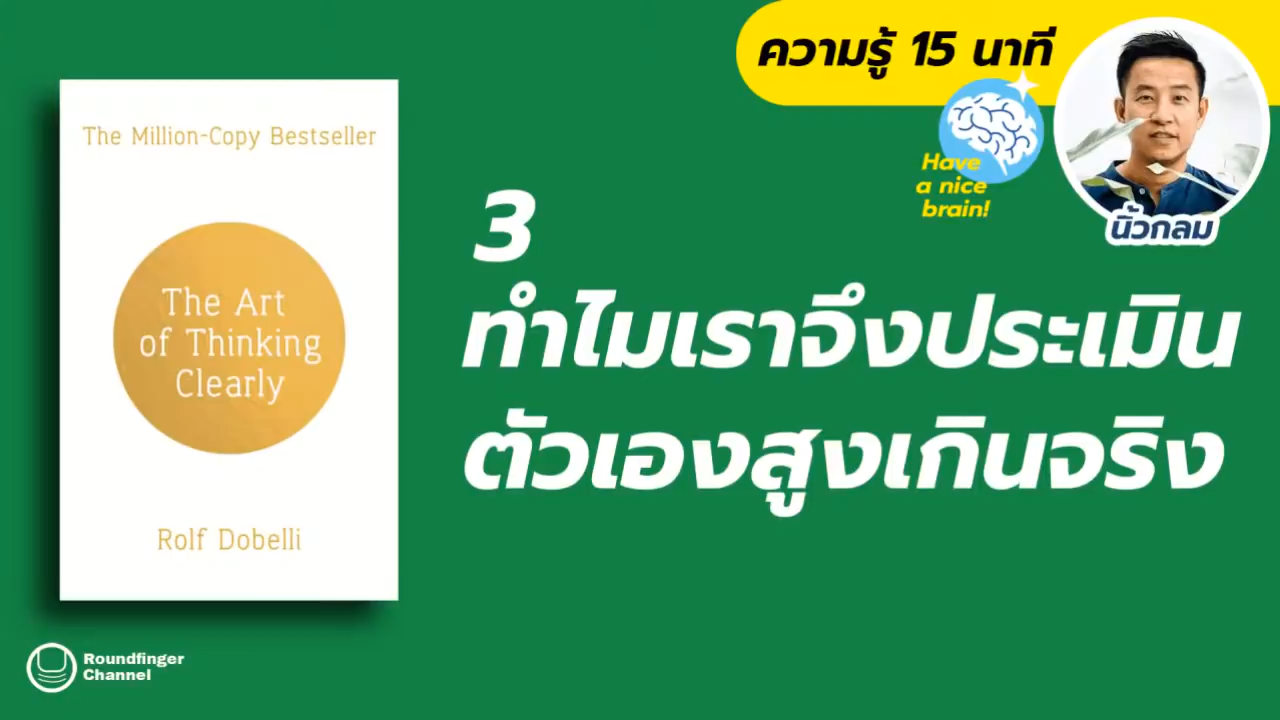 ความรู้ 15 นาที
Have
a nice
brain!
นิ้วกลม
The Million-Copy Bestseller
The Art
of Thinking
Clearly
Rolf Dobelli
3
ทำไมเราจึงประเมิน
ตัวเองสูงเกินจริง
Roundfinger
Channel